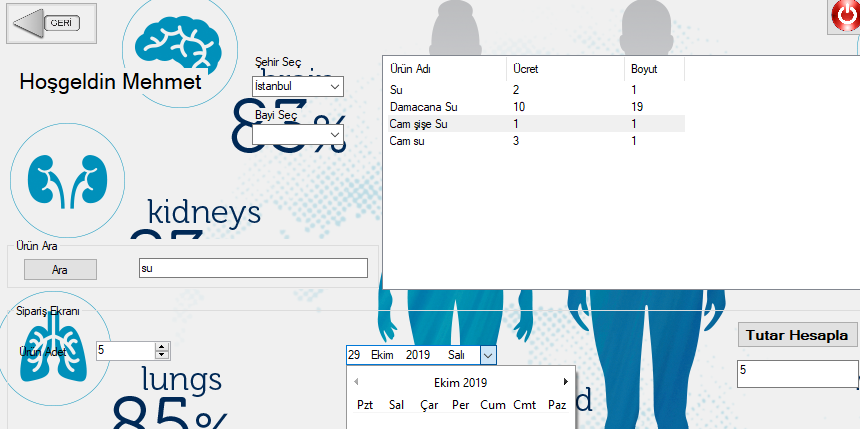 GERİ
Hoşgeldin Mehmet
Şehir Seç
İstanbul
Bayi Seç
83%
kidneys
Ürün Adı Ücret Boyut
Su 2 1
Damacana Su 10 19
Cam şişe Su 1 1
Cam su 3 1
Ürün Ara
Ara
su
Sipariş Ekranı
Ürün Adet
5
29 Ekim 2019 Salı
Tutar Hesapla
5
Ekim 2019
Pzt Sal Çar Per Cum Cmt Paz
lungs
85%